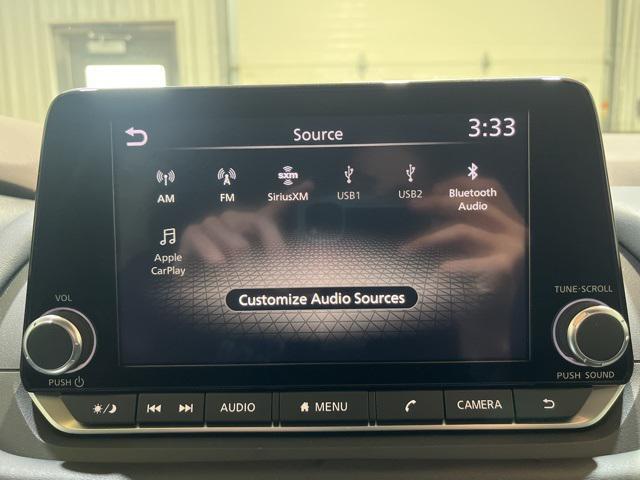 Source
3:33
AM
FM
sxm
SiriusXM
USB1
USB2
Bluetooth
Audio
Apple
CarPlay
Customize Audio Sources
VOL
PUSH
TUNE·SCROLL
PUSH SOUND
AUDIO
MENU
CAMERA